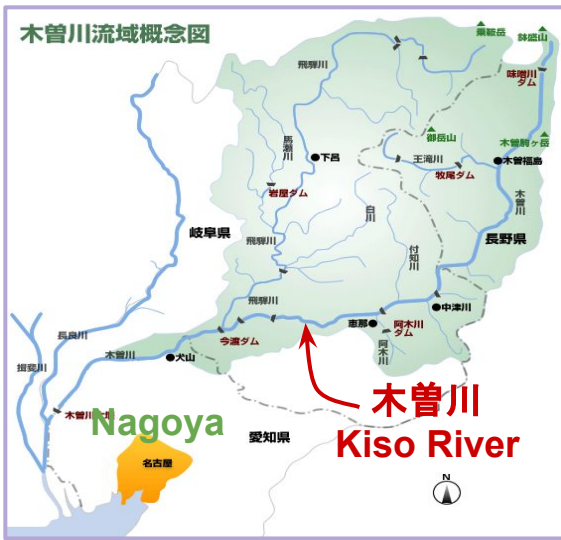 木曽川流域概念図
乗鞍岳
鉢盛山
味噌川
ダム
飛騨川
御岳山
木曽駒ヶ岳
馬瀬川
下呂
王滝川
木曽福島
牧尾ダム
岩屋ダム
木曽川
白川
岐阜県
飛騨川
付知川
長野県
飛騨川
中津川
恵那
阿木川
ダム
長良川
今渡ダム
阿木川
木曽川
犬山
揖斐川
木曽川大堰
Nagoya
木曽川
Kiso River
愛知県
名古屋
N